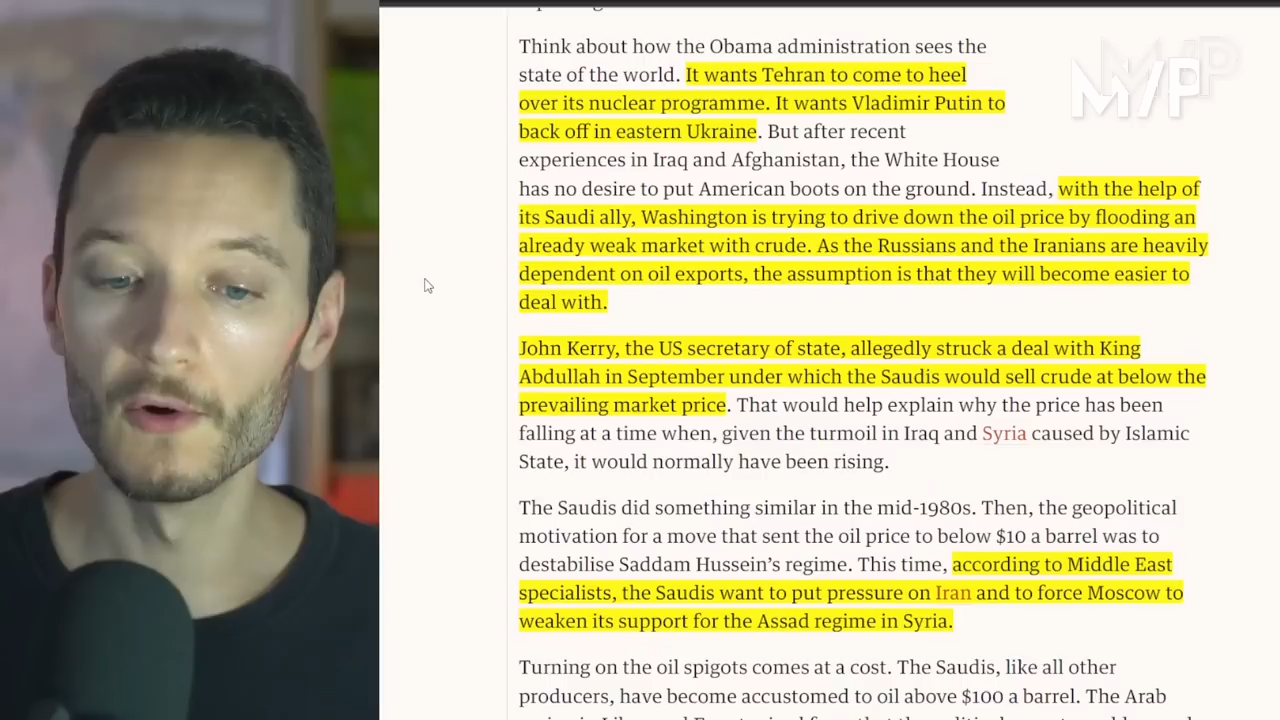 M/P
Think about how the Obama administration sees the
state of the world. It wants Tehran to come to heel
over its nuclear programme. It wants Vladimir Putin to
back off in eastern Ukraine. But after recent
experiences in Iraq and Afghanistan, the White House
has no desire to put American boots on the ground. Instead, with the help of
its Saudi ally, Washington is trying to drive down the oil price by flooding an
already weak market with crude. As the Russians and the Iranians are heavily
dependent on oil exports, the assumption is that they will become easier to
deal with.
John Kerry, the US secretary of state, allegedly struck a deal with King
Abdullah in September under which the Saudis would sell crude at below the
prevailing market price. That would help explain why the price has been
falling at a time when, given the turmoil in Iraq and Syria caused by Islamic
State, it would normally have been rising.
The Saudis did something similar in the mid-1980s. Then, the geopolitical
motivation for a move that sent the oil price to below $10 a barrel was to
destabilise Saddam Hussein's regime. This time, according to Middle East
specialists, the Saudis want to put pressure on Iran and to force Moscow to
weaken its support for the Assad regime in Syria.
Turning on the oil spigots comes at a cost. The Saudis, like all other
producers, have become accustomed to oil above $100 a barrel. The Arab